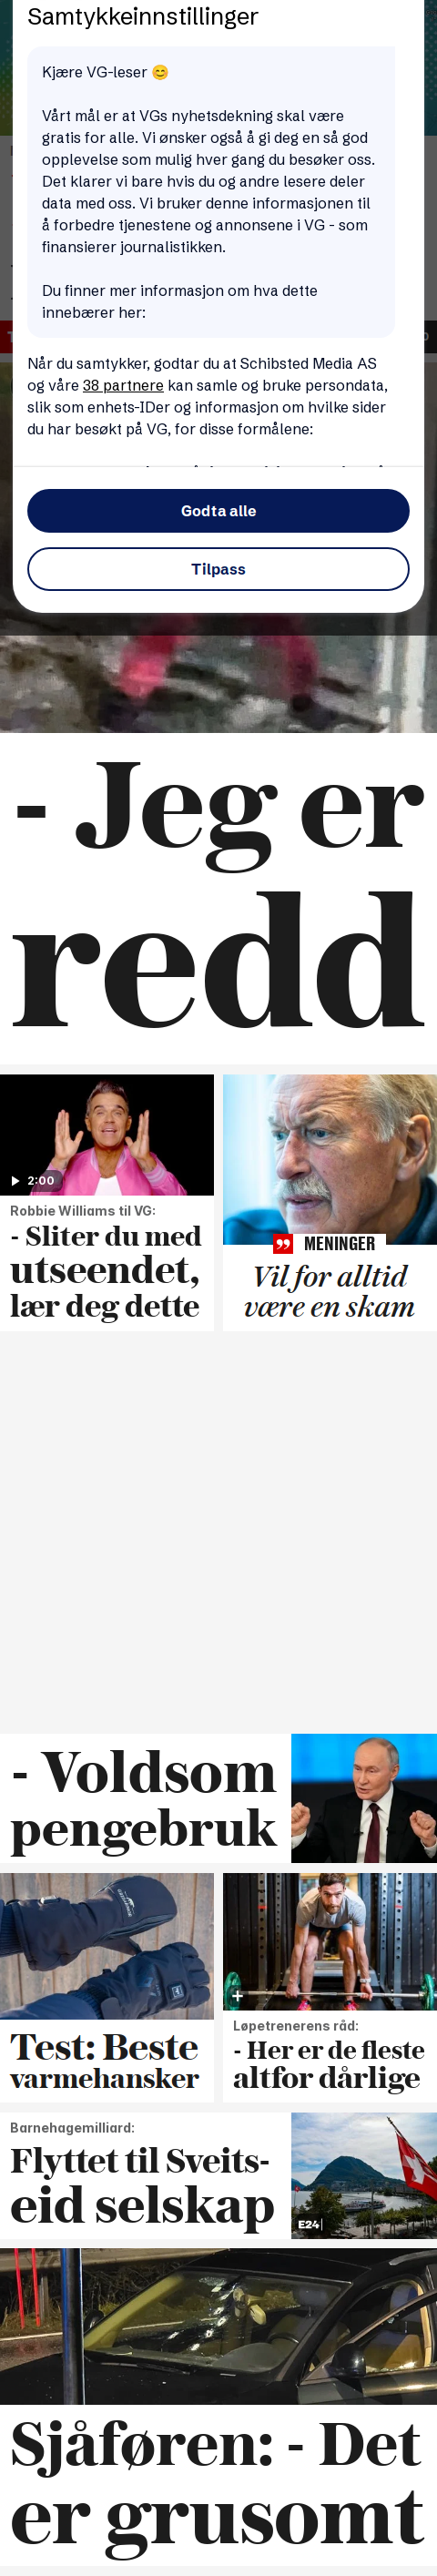 Samtykkeinnstillinger
Kjære VG-leser 😊
Vårt mål er at VGs nyhetsdekning skal være
gratis for alle. Vi ønsker også å gi deg en så god
opplevelse som mulig hver gang du besøker oss.
Det klarer vi bare hvis du og andre lesere deler
data med oss. Vi bruker denne informasjonen til
å forbedre tjenestene og annonsene i VG - som
finansierer journalistikken.
Du finner mer informasjon om hva dette
innebærer her:
Når du samtykker, godtar du at Schibsted Media AS
og våre 38 partnere kan samle og bruke persondata,
slik som enhets-IDer og informasjon om hvilke sider
du har besøkt på VG, for disse formålene:
Godta alle
Tilpass
- Jeg er
redd
2:00
Robbie Williams til VG:
- Sliter du med
utseendet,
lær deg dette
MENINGER
Vil for alltid
være en skam
- Voldsom
pengebruk
Test: Beste
varmehansker
Løpetrenerens råd:
- Her er de fleste
altfor dårlige
Barnehagemilliard:
Flyttet til Sveits-
eid selskap
E24
Sjåføren: - Det
er grusomt